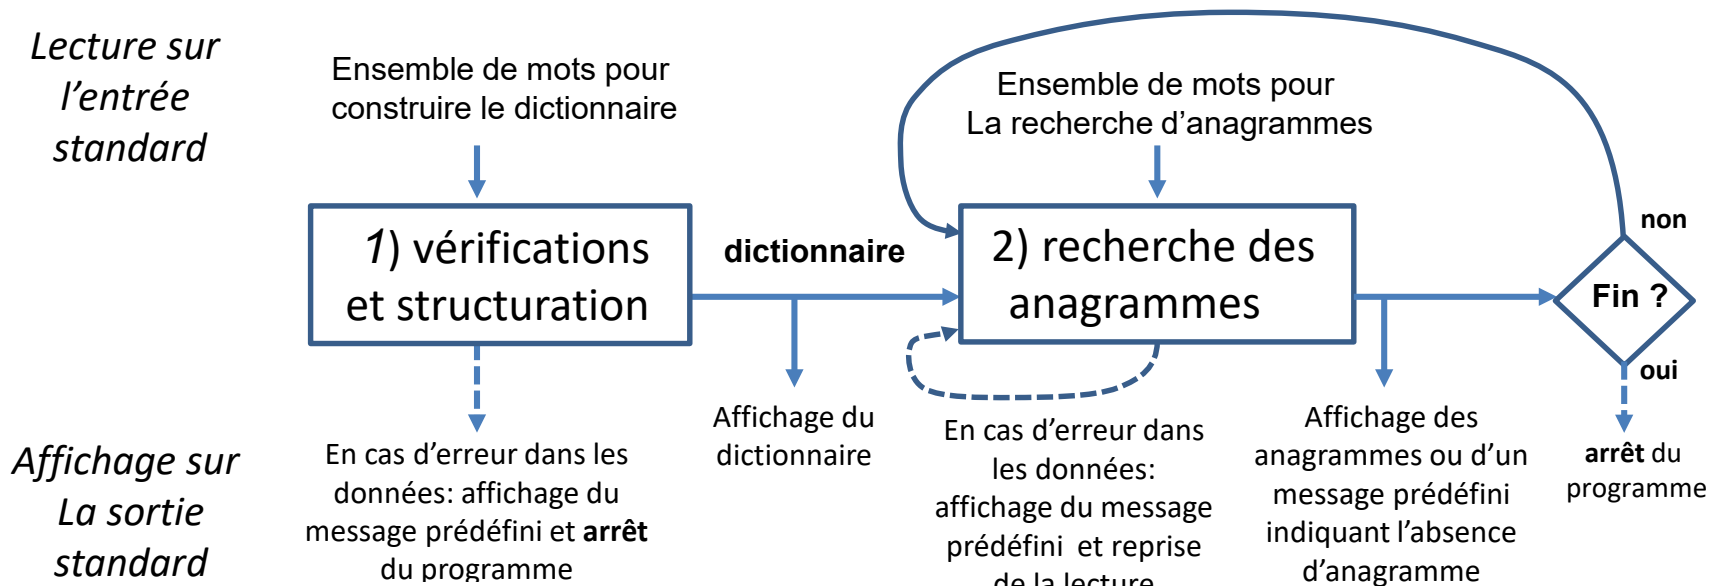 Lecture sur
l’entrée
standard
Ensemble de mots pour
construire le dictionnaire
Ensemble de mots pour
La recherche d’anagrammes
1) vérifications
et structuration
dictionnaire
2) recherche des
anagrammes
non
Fin ?
oui
Affichage sur
La sortie
standard
En cas d’erreur dans les
données: affichage du
message prédéfini et arrêt
du programme
Affichage du
dictionnaire
En cas d’erreur dans
les données:
affichage du message
prédéfini et reprise
de la lecture
Affichage des
anagrammes ou d’un
message prédéfini
indiquant l’absence
d’anagramme
arrêt du
programme